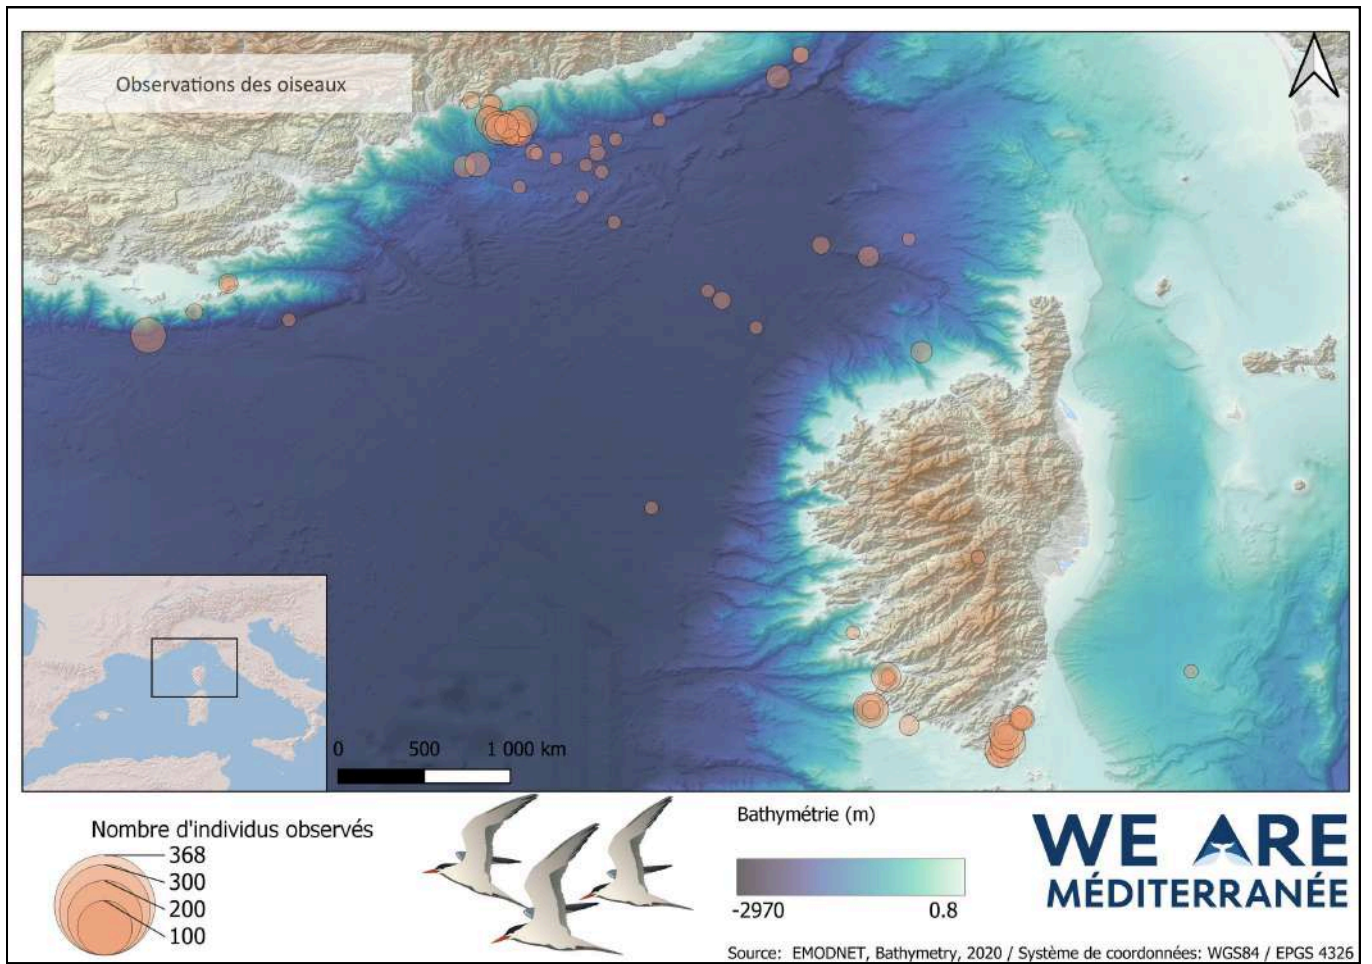 Observations des oiseaux
0 500 1 000 km
Nombre d'individus observés
368
300
200
100
Bathymétrie (m)
-2970 0.8
WE ARE
MÉDITERRANÉE
Source: EMODNET, Bathymetry, 2020 / Système de coordonnées: WGS84 / EPGS 4326